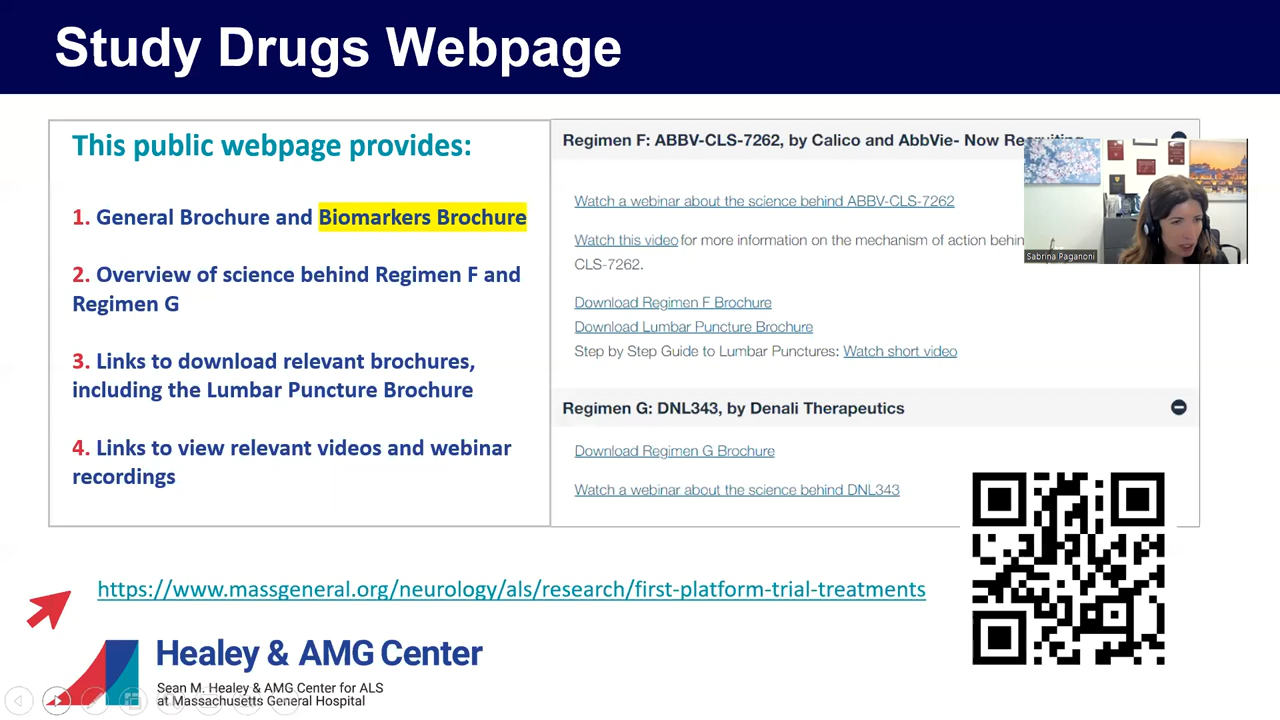 Study Drugs Webpage
This public webpage provides:
1. General Brochure and Biomarkers Brochure
2. Overview of science behind Regimen F and
Regimen G
3. Links to download relevant brochures,
including the Lumbar Puncture Brochure
4. Links to view relevant videos and webinar
recordings
Regimen F: ABBV-CLS-7262, by Calico and AbbVie- Now Recruiting
Watch a webinar about the science behind ABBV-CLS-7262
Watch this video for more information on the mechanism of action behin
CLS-7262.
Download Regimen F Brochure
Download Lumbar Puncture Brochure
Step by Step Guide to Lumbar Punctures: Watch short video
Regimen G: DNL343, by Denali Therapeutics
Download Regimen G Brochure
Watch a webinar about the science behind DNL343
Sabrina Paganoni
https://www.massgeneral.org/neurology/als/research/first-platform-trial-treatments
Healey & AMG Center
Sean M. Healey & AMG Center for ALS
at Massachusetts General Hospital